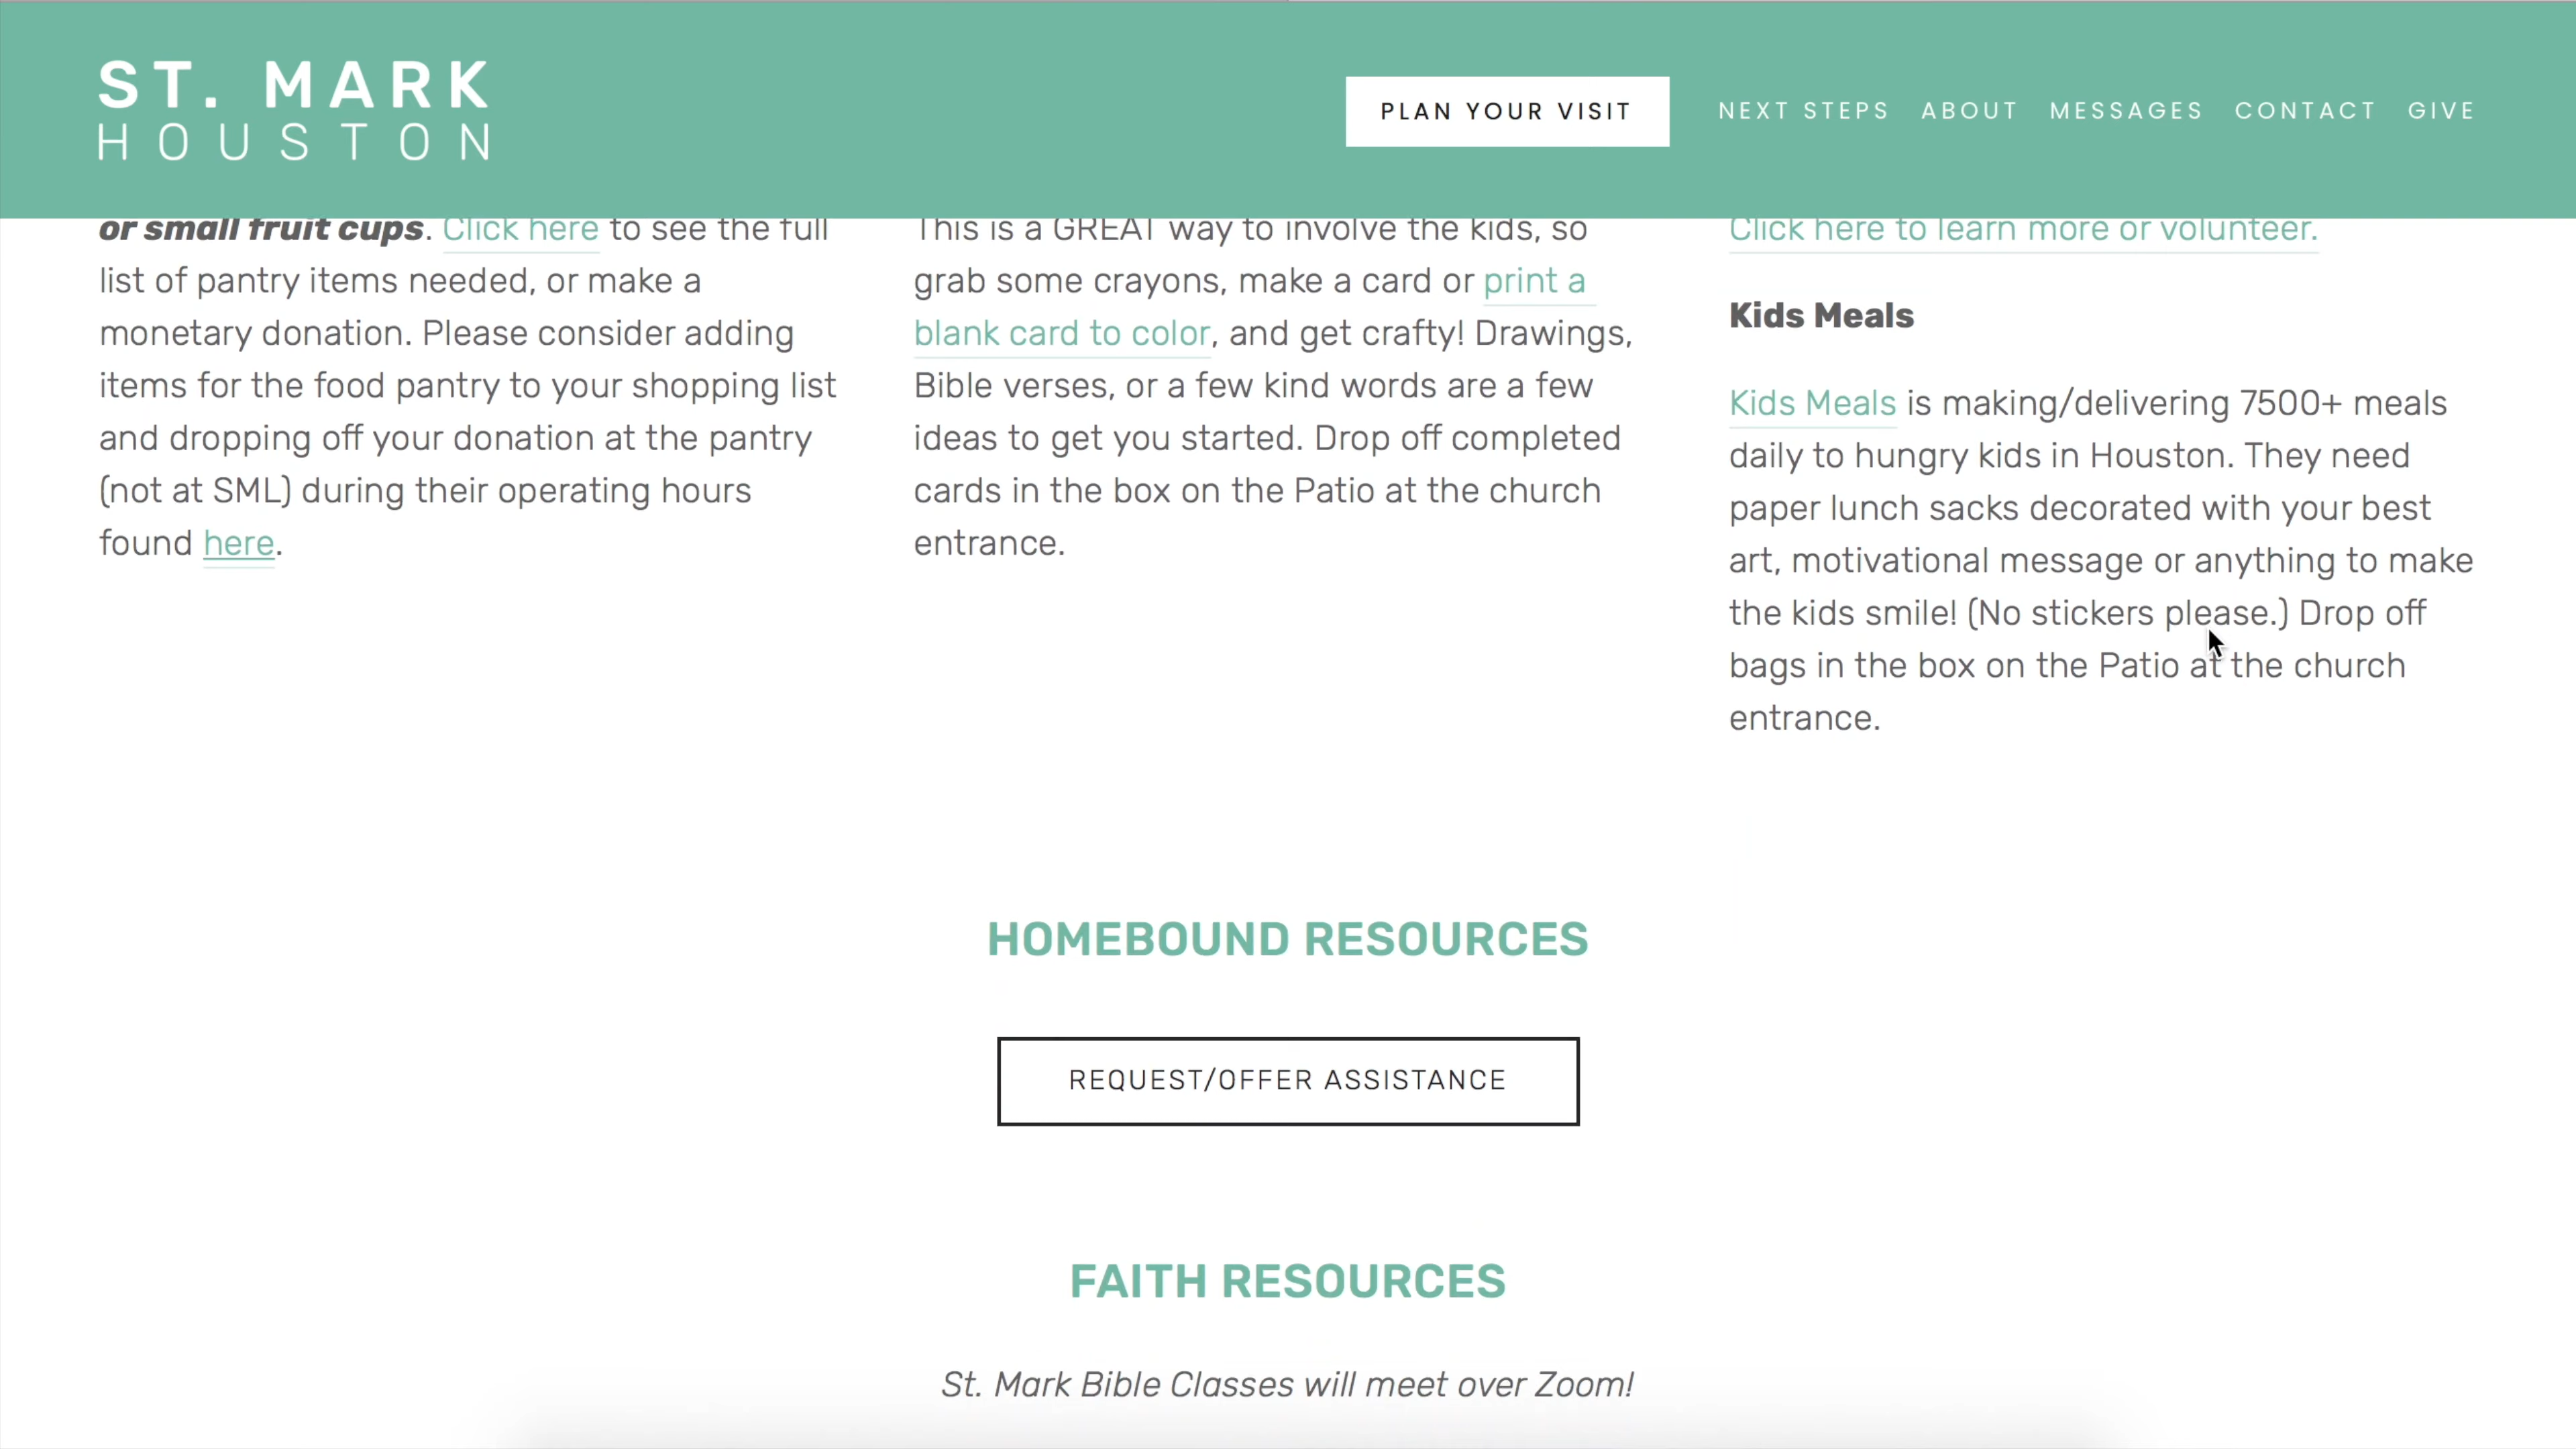 ST. MARK
HOUSTON
PLAN YOUR VISIT
NEXT STEPS ABOUT MESSAGES CONTACT GIVE
or small fruit cups. Click here to see the full
list of pantry items needed, or make a
monetary donation. Please consider adding
items for the food pantry to your shopping list
and dropping off your donation at the pantry
(not at SML) during their operating hours
found here.
This is a GREAT way to involve the kids, so
grab some crayons, make a card or print a
blank card to color, and get crafty! Drawings,
Bible verses, or a few kind words are a few
ideas to get you started. Drop off completed
cards in the box on the Patio at the church
entrance.
Click here to learn more or volunteer.
Kids Meals
Kids Meals is making/delivering 7500+ meals
daily to hungry kids in Houston. They need
paper lunch sacks decorated with your best
art, motivational message or anything to make
the kids smile! (No stickers please.) Drop off
bags in the box on the Patio at the church
entrance.
HOMEBOUND RESOURCES
REQUEST/OFFER ASSISTANCE
FAITH RESOURCES
St. Mark Bible Classes will meet over Zoom!